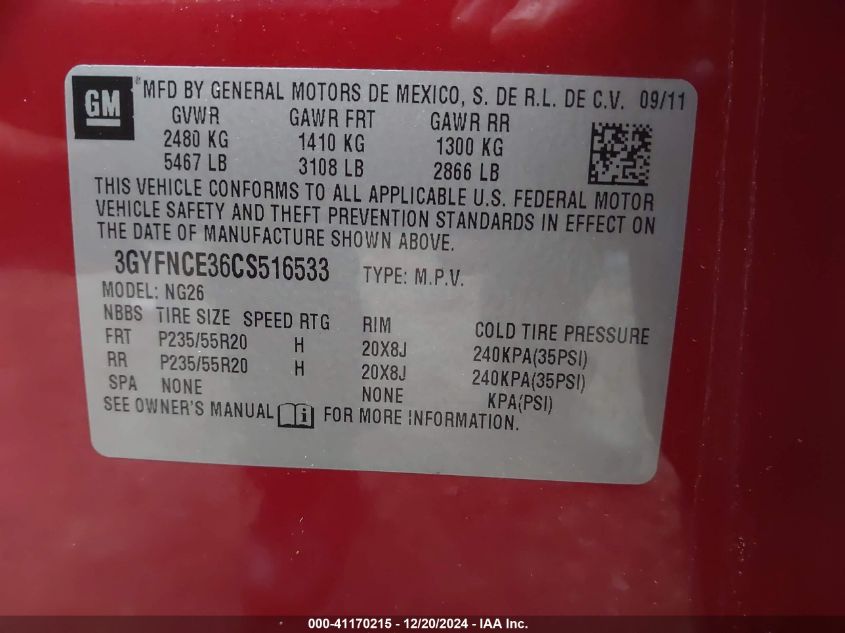 GM
MFD BY GENERAL MOTORS DE MEXICO, S. DE R.L. DE C.V. 09/11
GVWR GAWR FRT GAWR RR
2480 KG 1410 KG 1300 KG
5467 LB 3108 LB 2866 LB
THIS VEHICLE CONFORMS TO ALL APPLICABLE U.S. FEDERAL MOTOR
VEHICLE SAFETY AND THEFT PREVENTION STANDARDS IN EFFECT ON
THE DATE OF MANUFACTURE SHOWN ABOVE.
3GYFNCE36CS516533 TYPE: M.P.V.
MODEL: NG26
NBBS TIRE SIZE SPEED RTG RIM COLD TIRE PRESSURE
FRT P235/55R20 H 20X8J 240KPA(35PSI)
RR P235/55R20 H 20X8J 240KPA(35PSI)
SPA NONE NONE KPA(PSI)
SEE OWNER'S MANUAL FOR MORE INFORMATION.
000-41170215 - 12/20/2024 - IAA Inc.